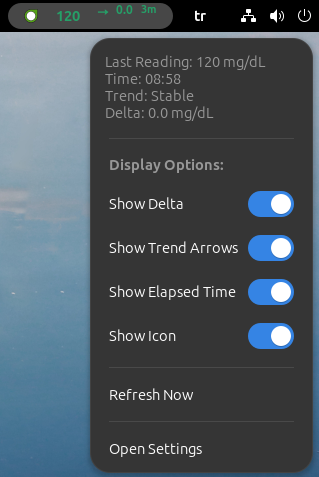 120 → 0.0 3m tr
Last Reading: 120 mg/dL
Time: 08:58
Trend: Stable
Delta: 0.0 mg/dL
Display Options:
Show Delta
Show Trend Arrows
Show Elapsed Time
Show Icon
Refresh Now
Open Settings